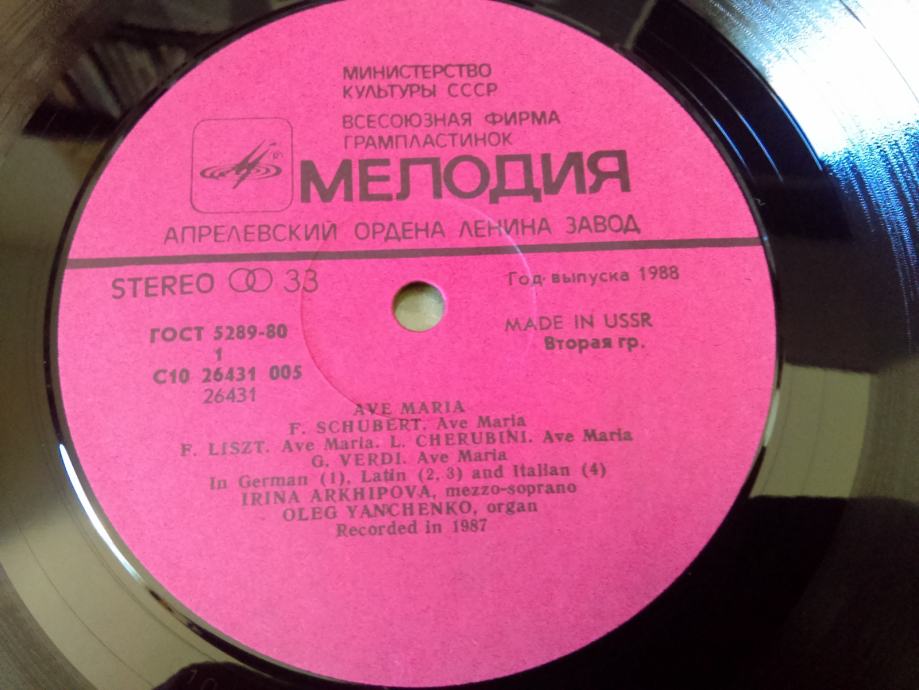 МИНИСТЕРСТВО
КУЛЬТУРЫ СССР
ВСЕСОЮЗНАЯ ФИРМА
ГРАМПЛАСТИНОК
МЕЛОДИЯ
АПРЕЛЕВСКИЙ ОРДЕНА ЛЕНИНА ЗАВОД
STEREO 33
Год выпуска 1988
ГОСТ 5289-80
MADE IN USSR
1
Вторая гр.
С10 26431 005
26431
AVE MARIA
F. SCHUBERT. Ave Maria
F. LISZT. Ave Maria. L. CHERUBINI. Ave Maria
G. VERDI. Ave Maria
In German (1), Latin (2, 3) and Italian (4)
IRINA ARKHIPOVA, mezzo-soprano
OLEG YANCHENKO, organ
Recorded in 1987